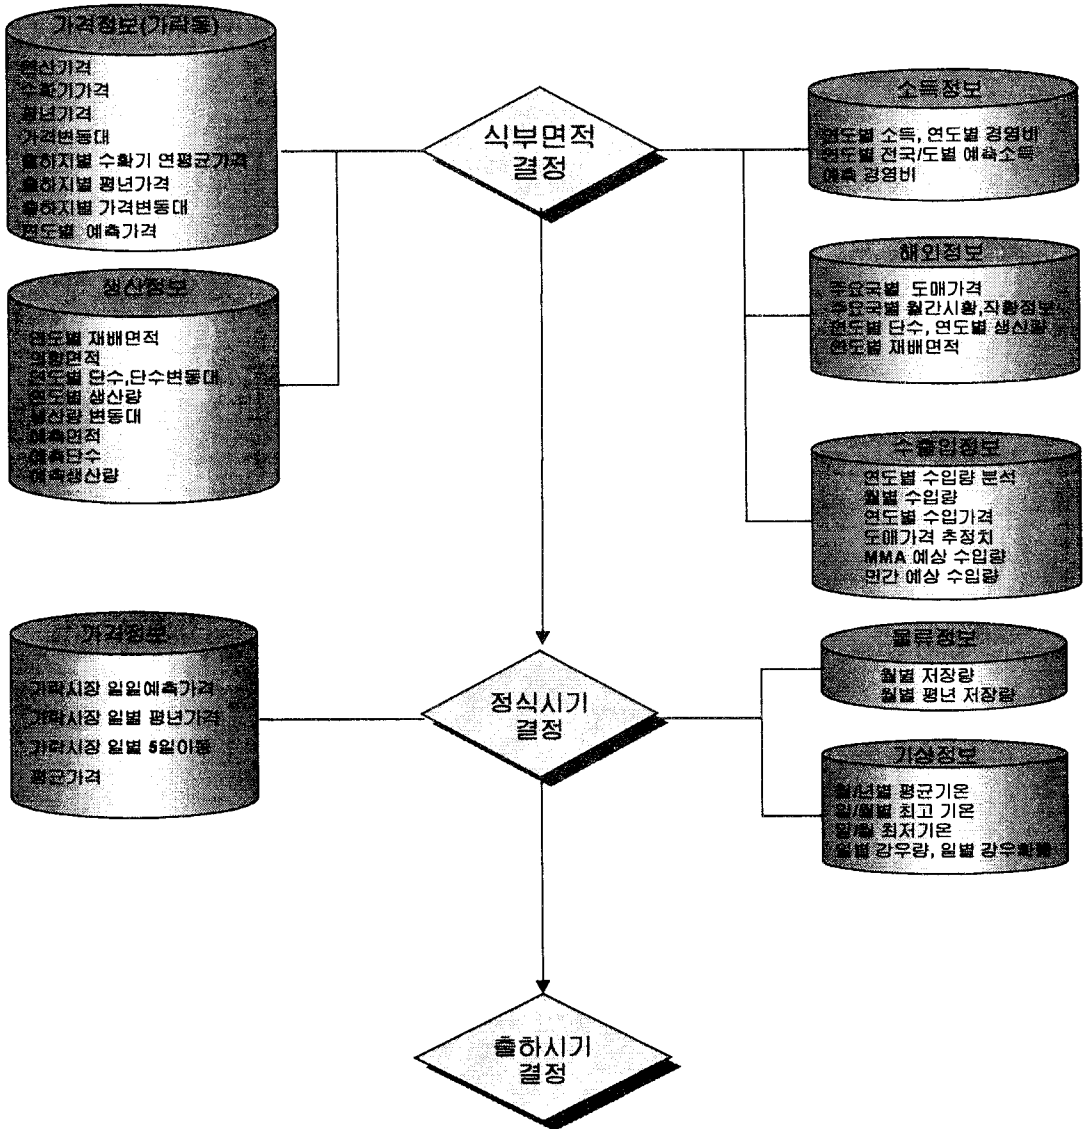 가격정보(가락동)
연산가격
수확기가격
평년가격
가격변동대
출하지별 수확기 연평균가격
출하지별 평년가격
출하지별 가격변동대
연도별 예측가격
생산정보
연도별 재배면적
의향면적
연도별 단수,단수변동대
연도별 생산량
생산량 변동대
예측면적
예측단수
예측생산량
식부면적
결정
소득정보
연도별 소득, 연도별 경영비
연도별 전국/도별 예측소득
예측 경영비
해외정보
주요국별 도매가격
주요국별 월간시황,작황정보
연도별 단수, 연도별 생산량
연도별 재배면적
수출입정보
연도별 수입량 분석
월별 수입량
연도별 수입가격
도매가격 추정치
MMA 예상 수입량
민간 예상 수입량
가격정보
가락시장 일일예측가격
가락시장 일별 평년가격
가락시장 일별 5일이동
평균가격
정식시기
결정
물류정보
월별 저장량
월별 평년 저장량
기상정보
월/년별 평균기온
일/월별 최고 기온
일/월 최저기온
일별 강우량, 일별 강우확률
출하시기
결정